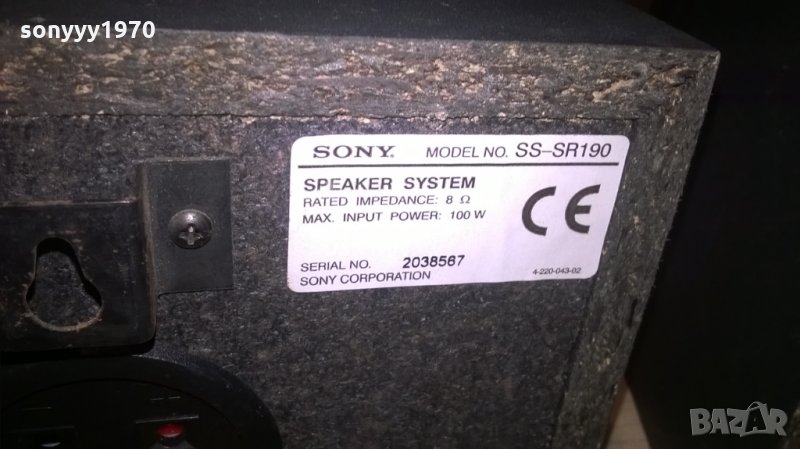 sonyyy1970
SONY. MODEL NO. SS-SR190
SPEAKER SYSTEM
RATED IMPEDANCE: 8 Ω
MAX. INPUT POWER: 100 W
CE
SERIAL NO. 2038567
SONY CORPORATION 4-220-043-02
BAZAR